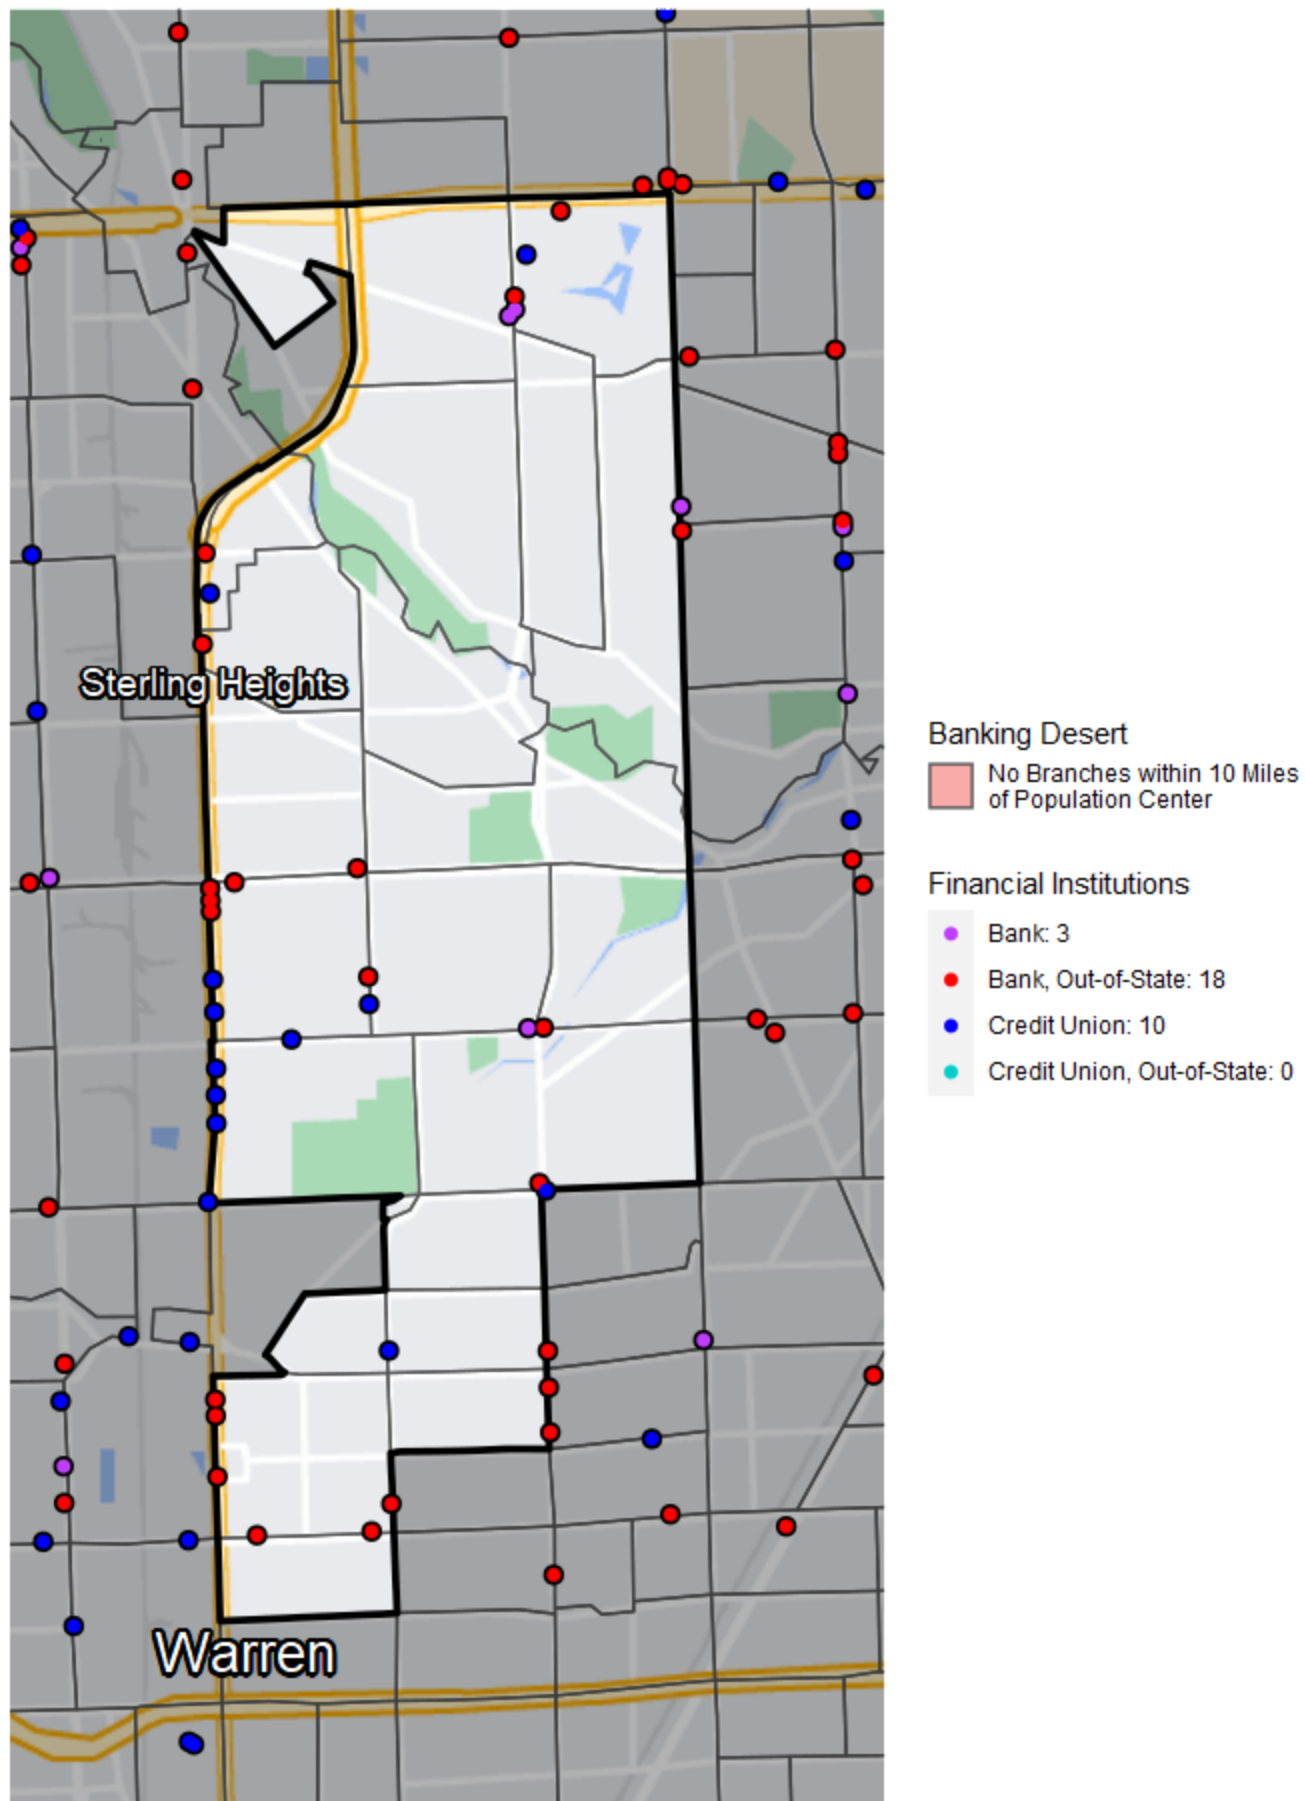 Sterling Heights
Warren
Banking Desert
No Branches within 10 Miles
of Population Center
Financial Institutions
Bank: 3
Bank, Out-of-State: 18
Credit Union: 10
Credit Union, Out-of-State: 0